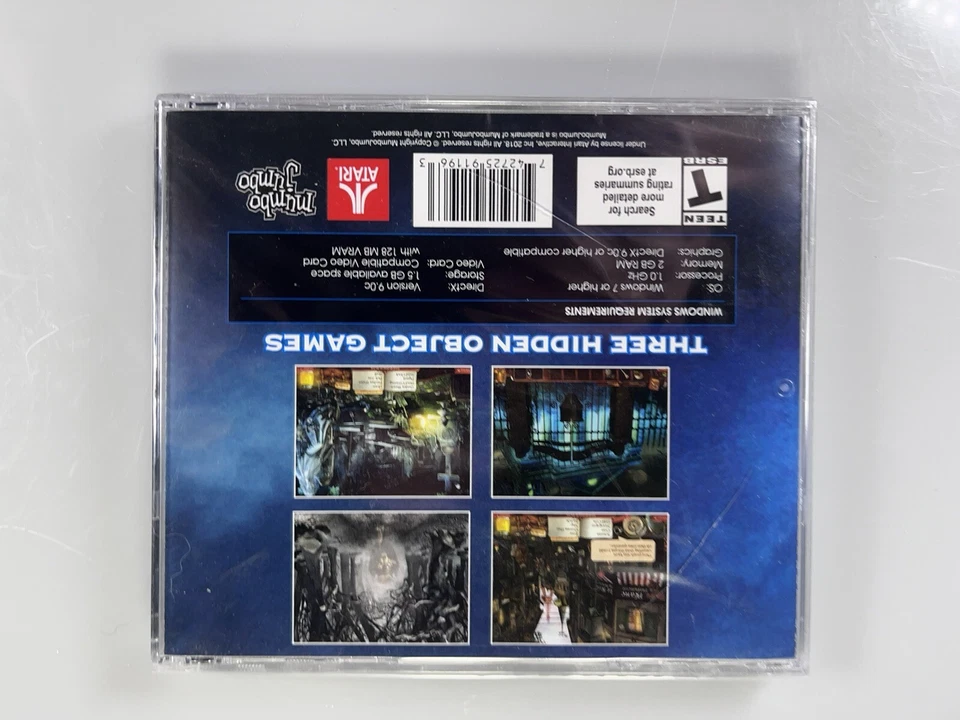 THREE HIDDEN OBJECT GAMES
WINDOWS SYSTEM REQUIREMENTS
OS: Windows 7 or higher
Processor: 1.0 GHz
Memory: 2 GB RAM
Graphics: DirectX 9.0c or higher compatible
DirectX: Version 9.0c
Storage: 1.5 GB available space
Video Card: Compatible Video Card
with 128 MB VRAM
TEEN
T
ESRB
Search for
more detailed
rating summaries
at esrb.org
7 42725 91196 3
ATARI
mumbo
Jumbo
Under license by Atari Interactive, Inc 2018. All rights reserved. © Copyright MumboJumbo, LLC.
MumboJumbo is a trademark of MumboJumbo, LLC. All rights reserved.